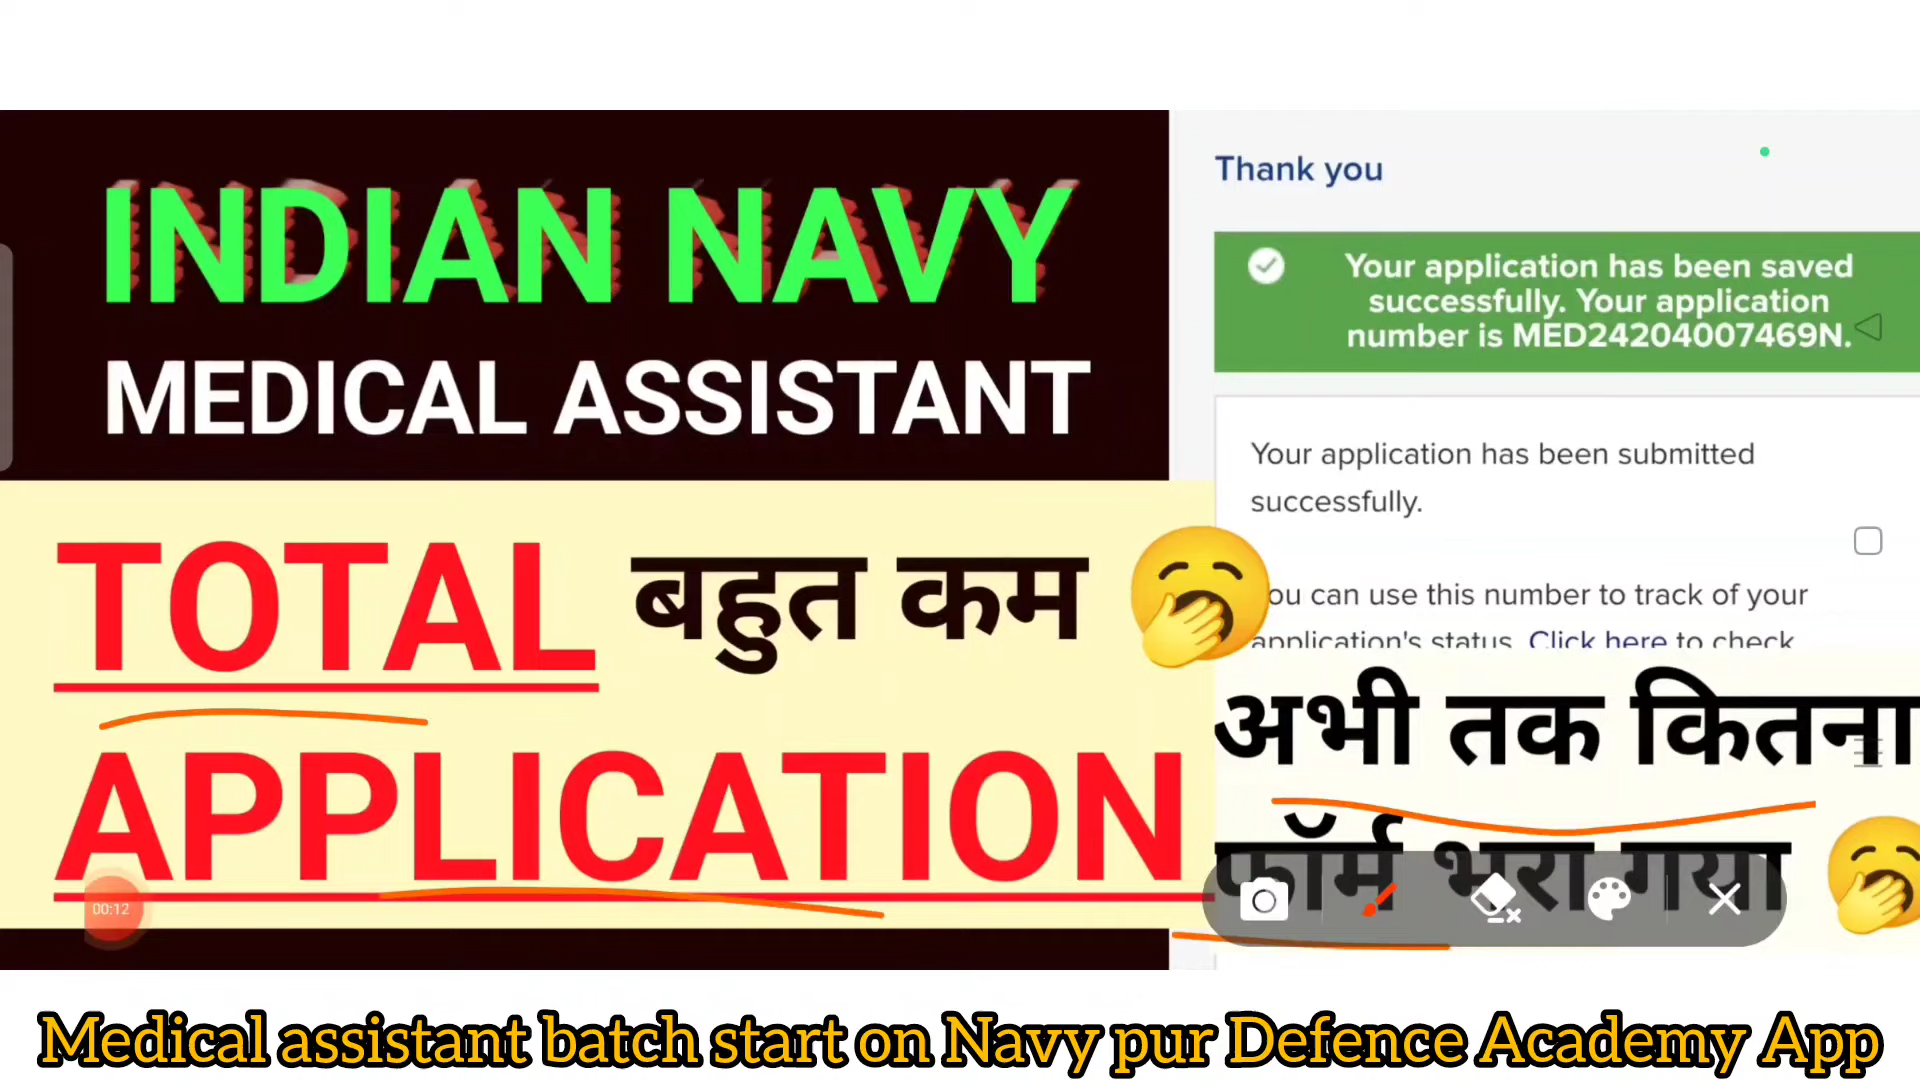 INDIAN NAVY
MEDICAL ASSISTANT
TOTAL बहुत कम
APPLICATION
00:12
Thank you
Your application has been saved
successfully. Your application
number is MED24204007469N.
Your application has been submitted
successfully.
ou can use this number to track of your
application's status. Click here to check
अभी तक कितना
फॉर्म भरा गया
Medical assistant batch start on Navy pur Defence Academy App